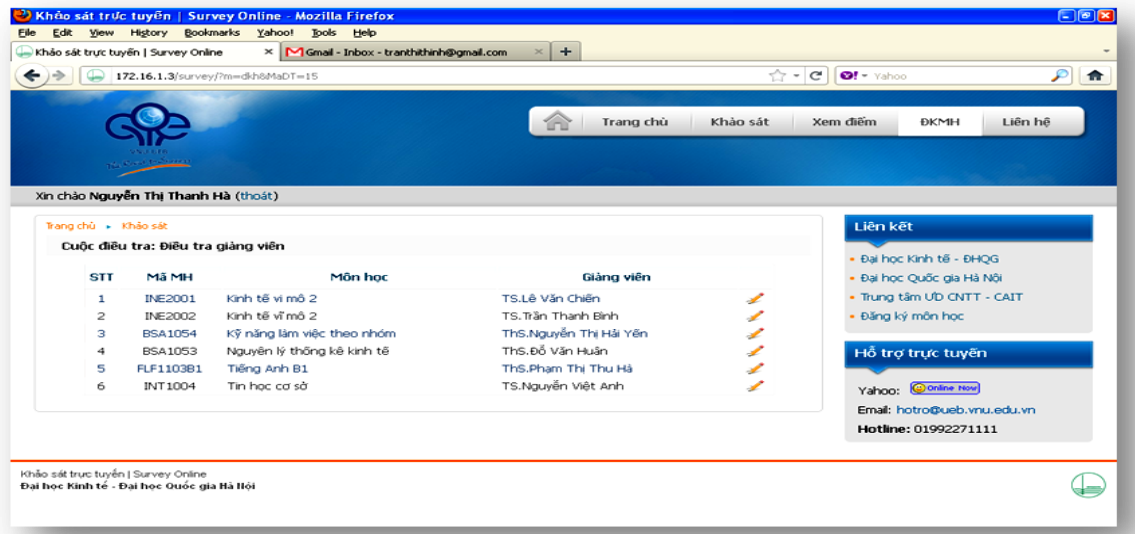 Khảo sát trực tuyến | Survey Online - Mozilla Firefox
File Edit View History Bookmarks Yahoo! Tools Help
Khảo sát trực tuyến | Survey Online × Gmail - Inbox - tranthithinh@gmail.com × +
172.16.1.3/survey/?m=dkh&MaDT=15 Yahoo
Trang chủ Khảo sát Xem điểm ĐKMH Liên hệ
Xin chào Nguyễn Thị Thanh Hà (thoát)
Trang chủ ▸ Khảo sát
Cuộc điều tra: Điều tra giảng viên
STT Mã MH Môn học Giảng viên
1 INE2001 Kinh tế vi mô 2 TS.Lê Văn Chiến
2 INE2002 Kinh tế vĩ mô 2 TS.Trần Thanh Bình
3 BSA1054 Kỹ năng làm việc theo nhóm ThS.Nguyễn Thị Hải Yến
4 BSA1053 Nguyên lý thống kê kinh tế ThS.Đỗ Văn Huân
5 FLF1103B1 Tiếng Anh B1 ThS.Phạm Thị Thu Hà
6 INT1004 Tin học cơ sở TS.Nguyễn Việt Anh
Liên kết
Đại học Kinh tế - ĐHQG
Đại học Quốc gia Hà Nội
Trung tâm ƯD CNTT - CAIT
Đăng ký môn học
Hỗ trợ trực tuyến
Yahoo: Online Now
Email: hotro@ueb.vnu.edu.vn
Hotline: 01992271111
Khảo sát trực tuyến | Survey Online
Đại học Kinh tế - Đại học Quốc gia Hà Nội